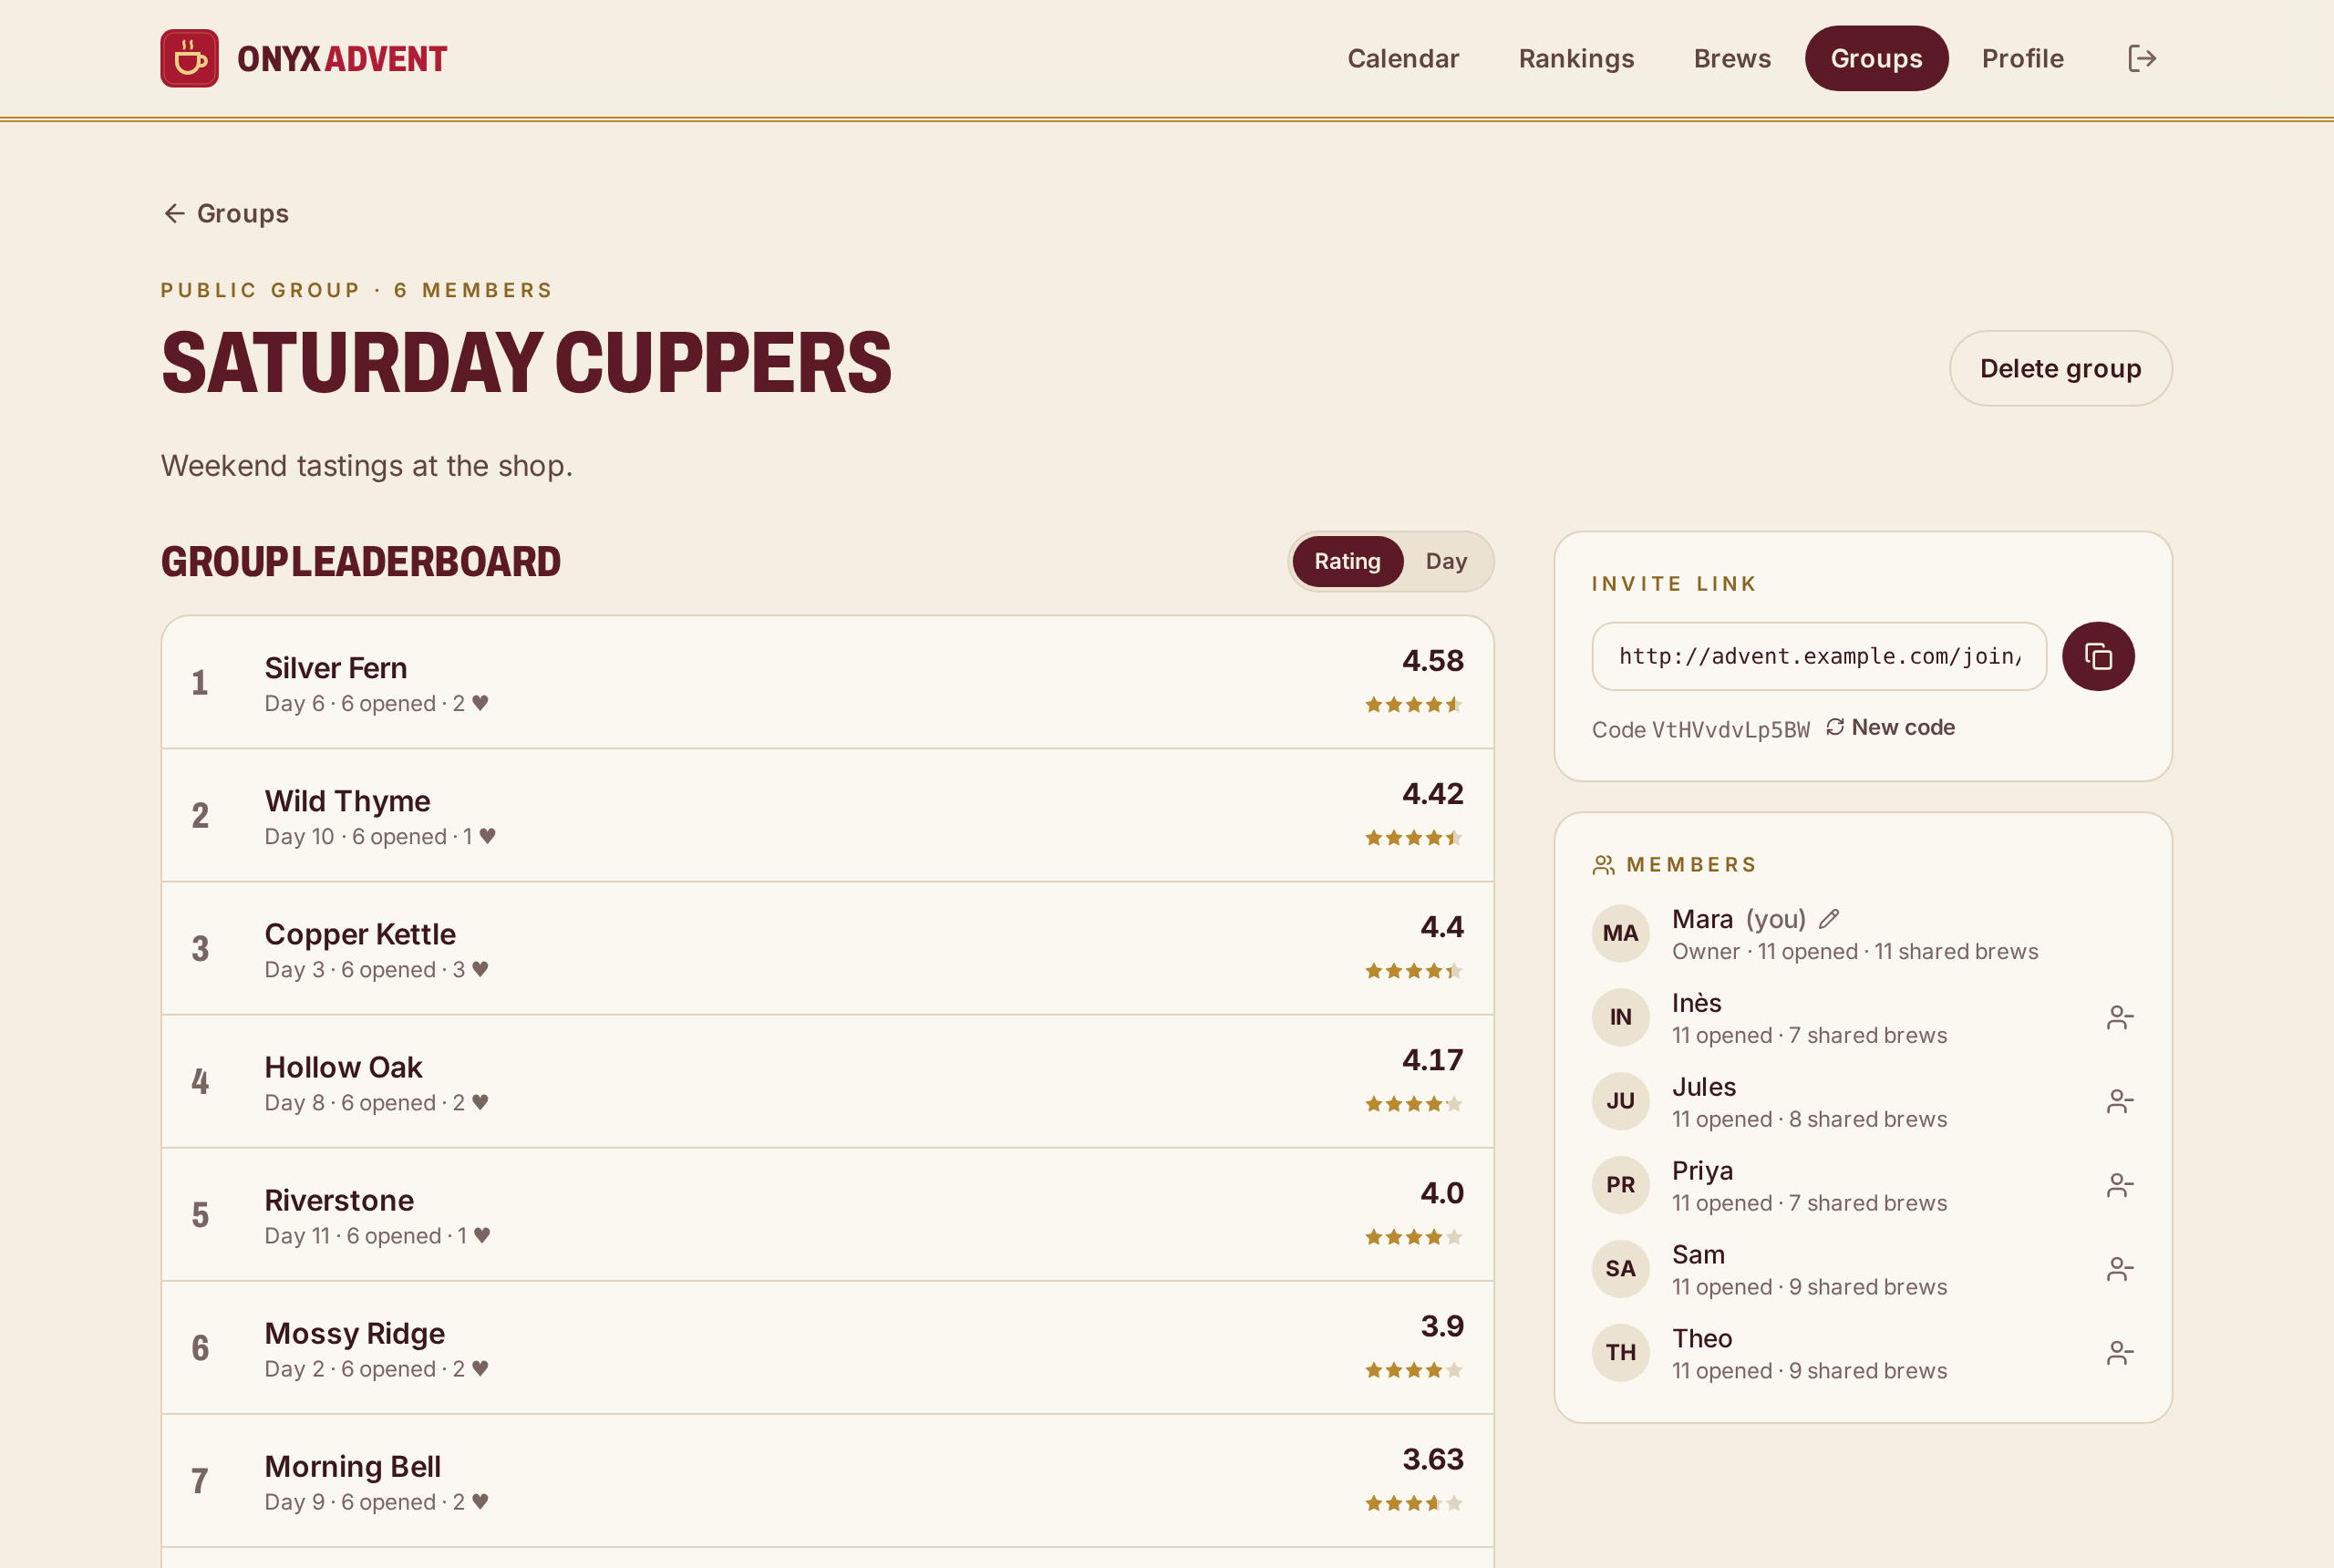 ONYX ADVENT
Calendar
Rankings
Brews
Groups
Profile
Groups
PUBLIC GROUP · 6 MEMBERS
SATURDAY CUPPERS
Delete group
Weekend tastings at the shop.
GROUP LEADERBOARD
Rating
Day
1
Silver Fern
Day 6 · 6 opened · 2 ♥
4.58
2
Wild Thyme
Day 10 · 6 opened · 1 ♥
4.42
3
Copper Kettle
Day 3 · 6 opened · 3 ♥
4.4
4
Hollow Oak
Day 8 · 6 opened · 2 ♥
4.17
5
Riverstone
Day 11 · 6 opened · 1 ♥
4.0
6
Mossy Ridge
Day 2 · 6 opened · 2 ♥
3.9
7
Morning Bell
Day 9 · 6 opened · 2 ♥
3.63
INVITE LINK
http://advent.example.com/join/
Code VtHVvdvLp5BW New code
MEMBERS
MA
Mara (you)
Owner · 11 opened · 11 shared brews
IN
Inès
11 opened · 7 shared brews
JU
Jules
11 opened · 8 shared brews
PR
Priya
11 opened · 7 shared brews
SA
Sam
11 opened · 9 shared brews
TH
Theo
11 opened · 9 shared brews